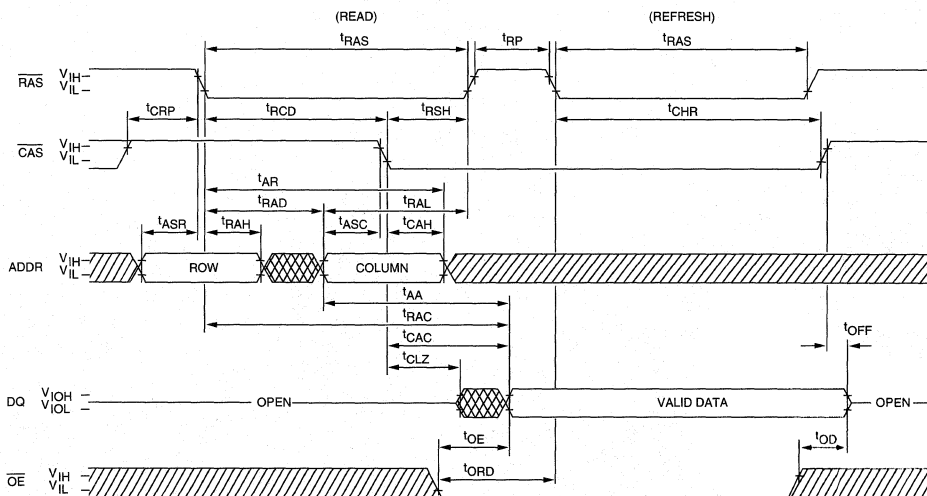 (READ) (REFRESH)
tRAS tRP tRAS
RAS VIH VIL
tCRP tRCD tRSH tCHR
CAS VIH VIL
tAR
tRAD tRAL
tASR tRAH tASC tCAH
ADDR VIH VIL ROW COLUMN
tAA
tRAC
tCAC tOFF
tCLZ
DQ VIOH VIOL OPEN VALID DATA OPEN
tOE tOD
tORD
OE VIH VIL